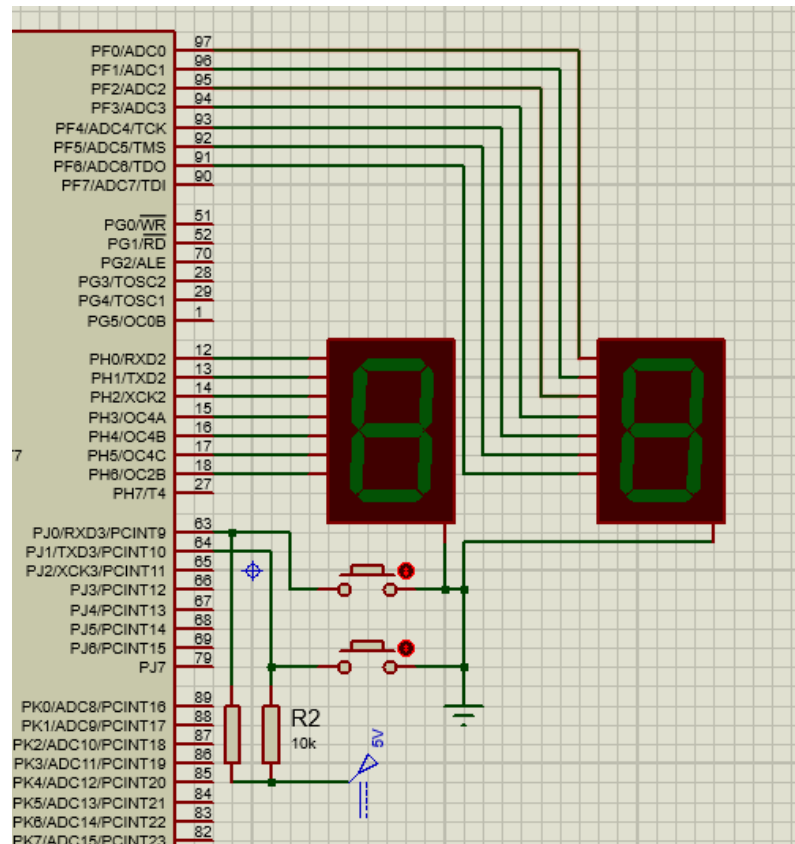 PF0/ADC0 97
PF1/ADC1 96
PF2/ADC2 95
PF3/ADC3 94
PF4/ADC4/TCK 93
PF5/ADC5/TMS 92
PF6/ADC6/TDO 91
PF7/ADC7/TDI 90
PG0/WR 51
PG1/RD 52
PG2/ALE 70
PG3/TOSC2 28
PG4/TOSC1 29
PG5/OC0B 1
PH0/RXD2 12
PH1/TXD2 13
PH2/XCK2 14
PH3/OC4A 15
PH4/OC4B 16
7 PH5/OC4C 17
PH6/OC2B 18
PH7/T4 27
PJ0/RXD3/PCINT9 63
PJ1/TXD3/PCINT10 64
PJ2/XCK3/PCINT11 65
PJ3/PCINT12 66
PJ4/PCINT13 67
PJ5/PCINT14 68
PJ6/PCINT15 69
PJ7 79
PK0/ADC8/PCINT16 89
PK1/ADC9/PCINT17 88
PK2/ADC10/PCINT18 87
PK3/ADC11/PCINT19 86
PK4/ADC12/PCINT20 85
PK5/ADC13/PCINT21 84
PK6/ADC14/PCINT22 83
PK7/ADC15/PCINT23 82
R2
10k
5V